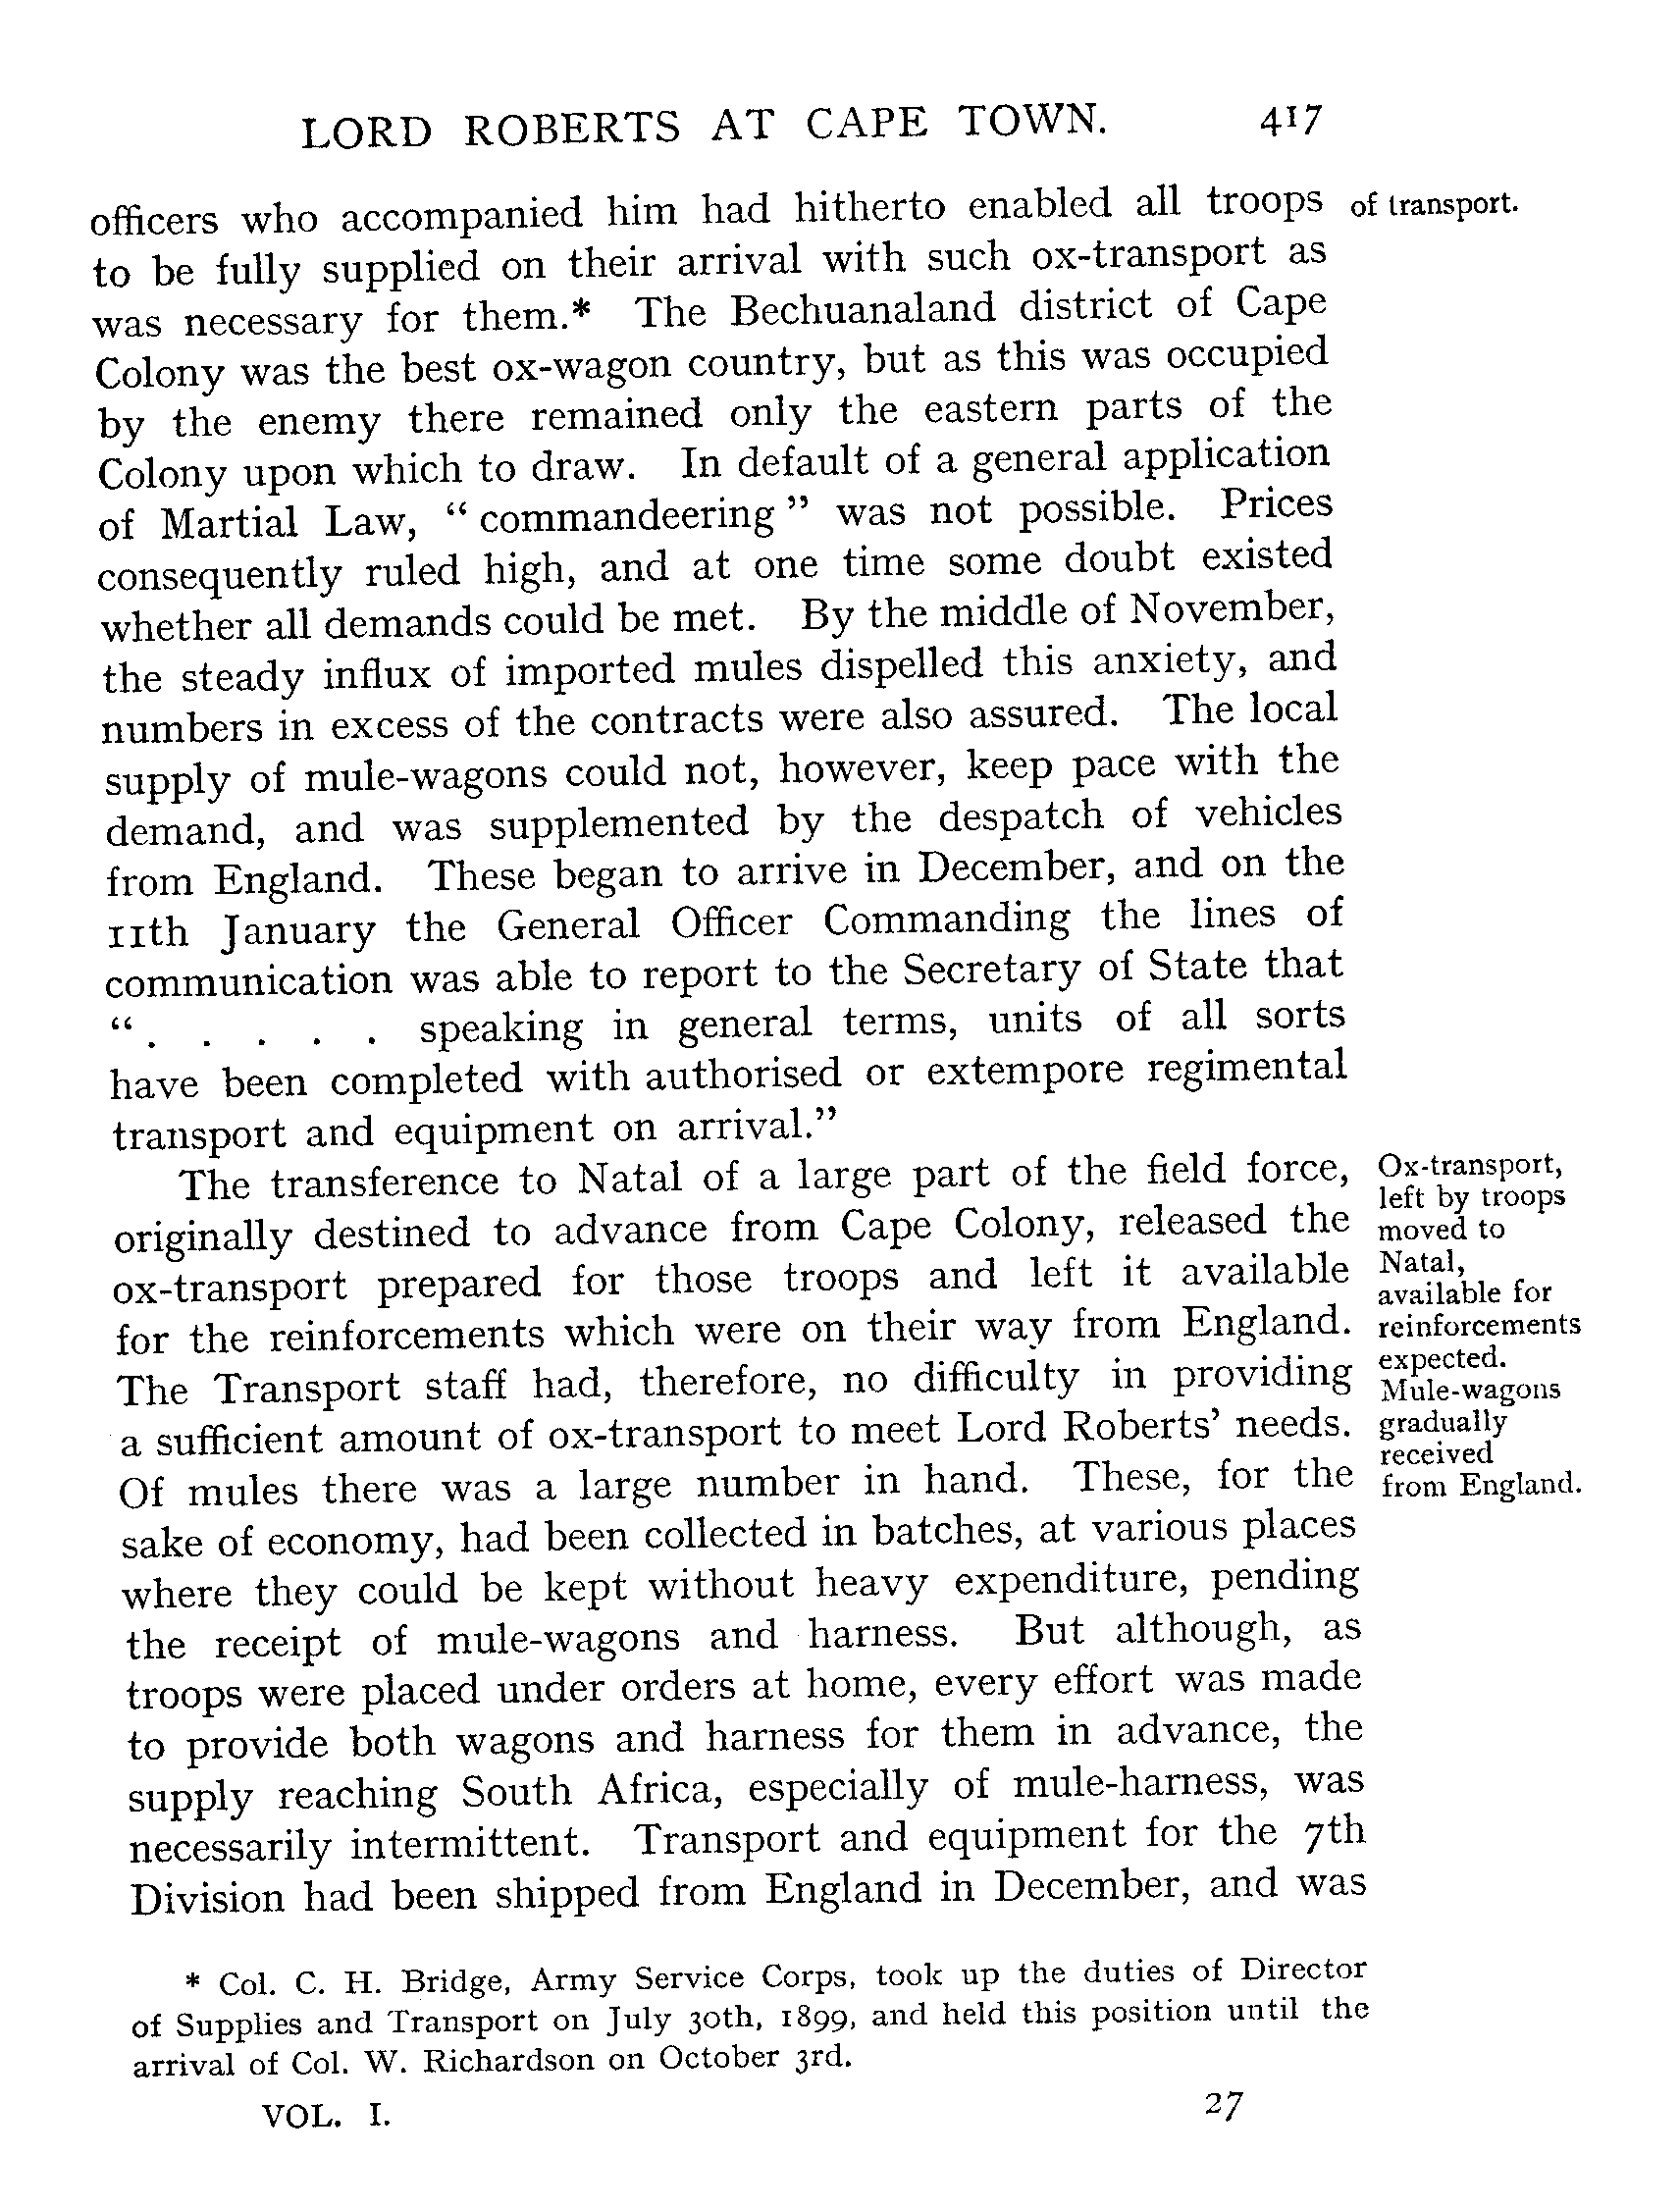 LORD ROBERTS AT CAPE TOWN. 417
officers who accompanied him had hitherto enabled all troops
to be fully supplied on their arrival with such ox-transport as
was necessary for them.* The Bechuanaland district of Cape
Colony was the best ox-wagon country, but as this was occupied
by the enemy there remained only the eastern parts of the
Colony upon which to draw. In default of a general application
of Martial Law, “ commandeering ” was not possible. Prices
consequently ruled high, and at one time some doubt existed
whether all demands could be met. By the middle of November,
the steady influx of imported mules dispelled this anxiety, and
numbers in excess of the contracts were also assured. The local
supply of mule-wagons could not, however, keep pace with the
demand, and was supplemented by the despatch of vehicles
from England. These began to arrive in December, and on the
11th January the General Officer Commanding the lines of
communication was able to report to the Secretary of State that
“ . . . . . speaking in general terms, units of all sorts
have been completed with authorised or extempore regimental
transport and equipment on arrival.”
The transference to Natal of a large part of the field force,
originally destined to advance from Cape Colony, released the
ox-transport prepared for those troops and left it available
for the reinforcements which were on their way from England.
The Transport staff had, therefore, no difficulty in providing
a sufficient amount of ox-transport to meet Lord Roberts’ needs.
Of mules there was a large number in hand. These, for the
sake of economy, had been collected in batches, at various places
where they could be kept without heavy expenditure, pending
the receipt of mule-wagons and harness. But although, as
troops were placed under orders at home, every effort was made
to provide both wagons and harness for them in advance, the
supply reaching South Africa, especially of mule-harness, was
necessarily intermittent. Transport and equipment for the 7th
Division had been shipped from England in December, and was
of transport.
Ox-transport,
left by troops
moved to
Natal,
available for
reinforcements
expected.
Mule-wagons
gradually
received
from England.
* Col. C. H. Bridge, Army Service Corps, took up the duties of Director
of Supplies and Transport on July 30th, 1899, and held this position until the
arrival of Col. W. Richardson on October 3rd.
VOL. I. 27